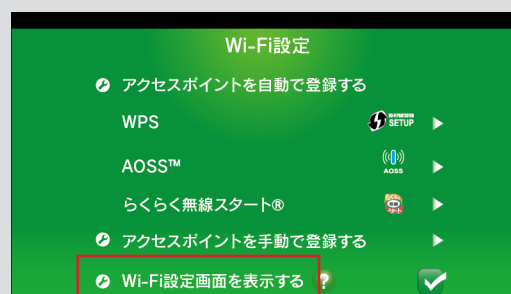 Wi-Fi設定
アクセスポイントを自動で登録する
WPS
SETUP
AOSS™
AOSS
らくらく無線スタート®
アクセスポイントを手動で登録する
Wi-Fi設定画面を表示する ?